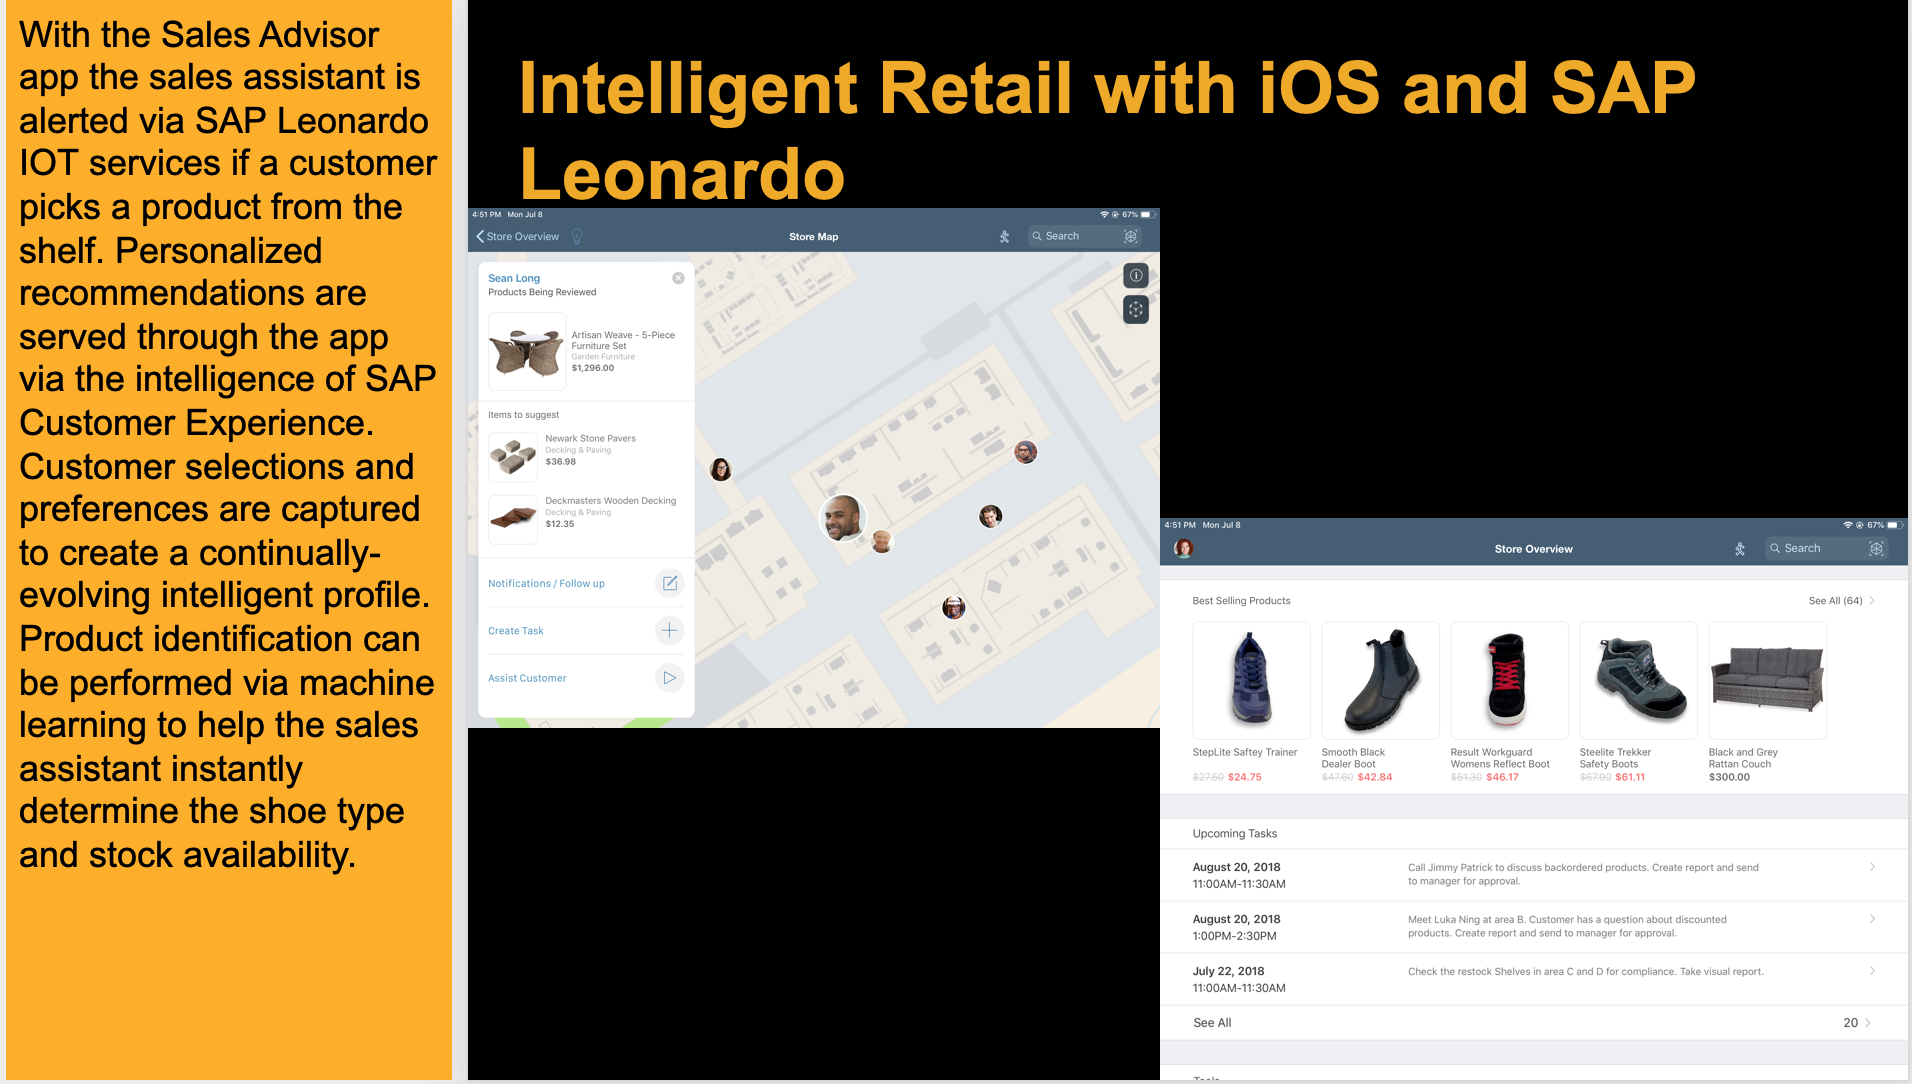 With the Sales Advisor
app the sales assistant is
alerted via SAP Leonardo
IOT services if a customer
picks a product from the
shelf. Personalized
recommendations are
served through the app
via the intelligence of SAP
Customer Experience.
Customer selections and
preferences are captured
to create a continually-
evolving intelligent profile.
Product identification can
be performed via machine
learning to help the sales
assistant instantly
determine the shoe type
and stock availability.
Intelligent Retail with iOS and SAP
Leonardo
4:51 PM Mon Jul 8
67%
Store Overview
Store Map
Search
Sean Long
Products Being Reviewed
Artisan Weave - 5-Piece
Furniture Set
Garden Furniture
$1,296.00
Items to suggest
Newark Stone Pavers
Decking & Paving
$36.98
Deckmasters Wooden Decking
Decking & Paving
$12.35
Notifications / Follow up
Create Task
Assist Customer
4:51 PM Mon Jul 8
67%
Store Overview
Search
Best Selling Products
See All (64)
StepLite Saftey Trainer
$27.50 $24.75
Smooth Black
Dealer Boot
$47.60 $42.84
Result Workguard
Womens Reflect Boot
$51.30 $46.17
Steelite Trekker
Safety Boots
$67.90 $61.11
Black and Grey
Rattan Couch
$300.00
Upcoming Tasks
August 20, 2018
11:00AM-11:30AM
Call Jimmy Patrick to discuss backordered products. Create report and send
to manager for approval.
August 20, 2018
1:00PM-2:30PM
Meet Luka Ning at area B. Customer has a question about discounted
products. Create report and send to manager for approval.
July 22, 2018
11:00AM-11:30AM
Check the restock Shelves in area C and D for compliance. Take visual report.
See All
20